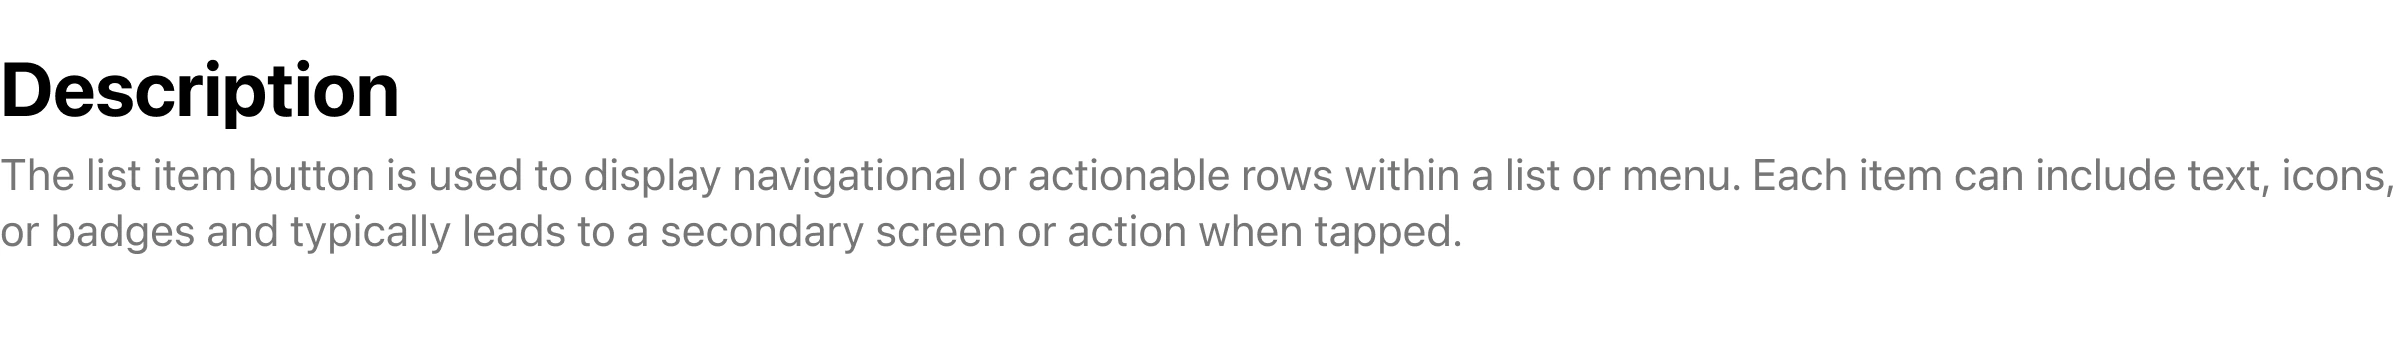 Description
The list item button is used to display navigational or actionable rows within a list or menu. Each item can include text, icons,
or badges and typically leads to a secondary screen or action when tapped.